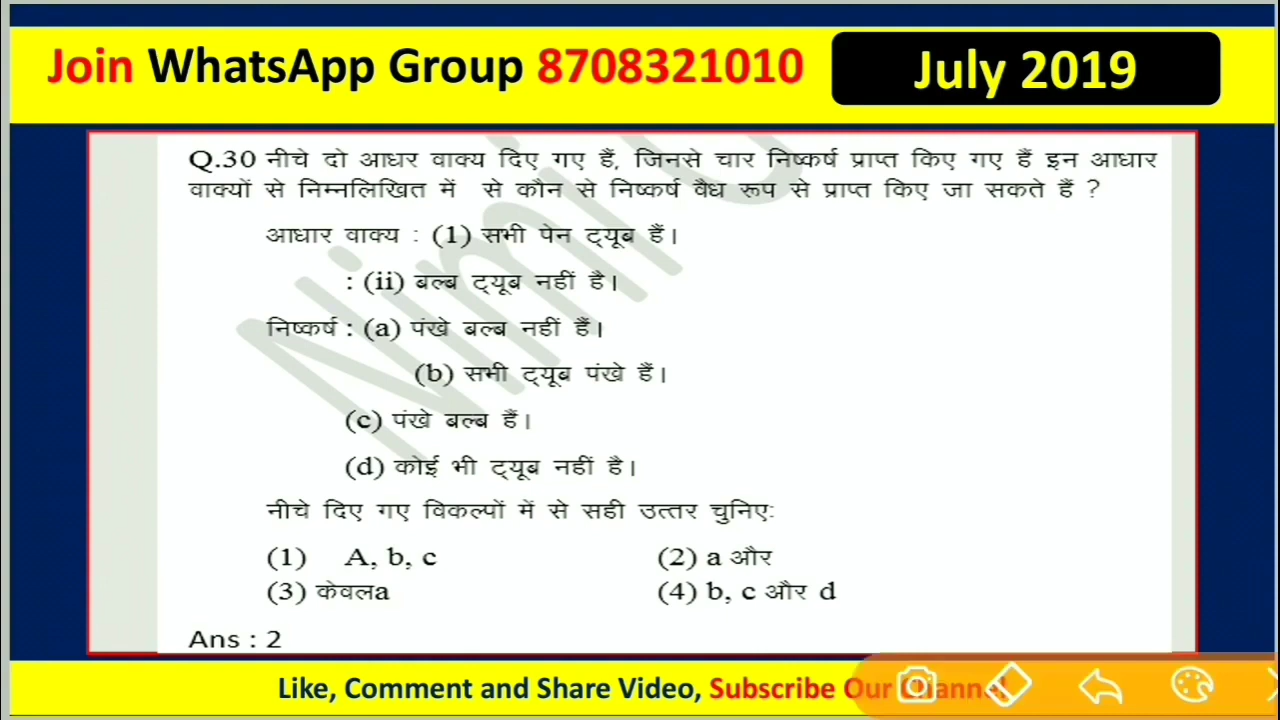 Join WhatsApp Group 8708321010
July 2019
Q.30 नीचे दो आधर वाक्य दिए गए हैं, जिनसे चार निष्कर्ष प्राप्त किए गए हैं इन आधार
वाक्यों से निम्नलिखित में से कौन से निष्कर्ष वैध रूप से प्राप्त किए जा सकते हैं ?
आधार वाक्य : (1) सभी पेन ट्यूब हैं।
: (ii) बल्ब ट्यूब नहीं है।
निष्कर्ष : (a) पंखे बल्ब नहीं हैं।
(b) सभी ट्यूब पंखे हैं।
(c) पंखे बल्ब हैं।
(d) कोई भी ट्यूब नहीं है।
नीचे दिए गए विकल्पों में से सही उत्तर चुनिए:
(1) A, b, c
(2) a और
(3) केवलa
(4) b, c और d
Ans : 2
Like, Comment and Share Video, Subscribe Our Channel